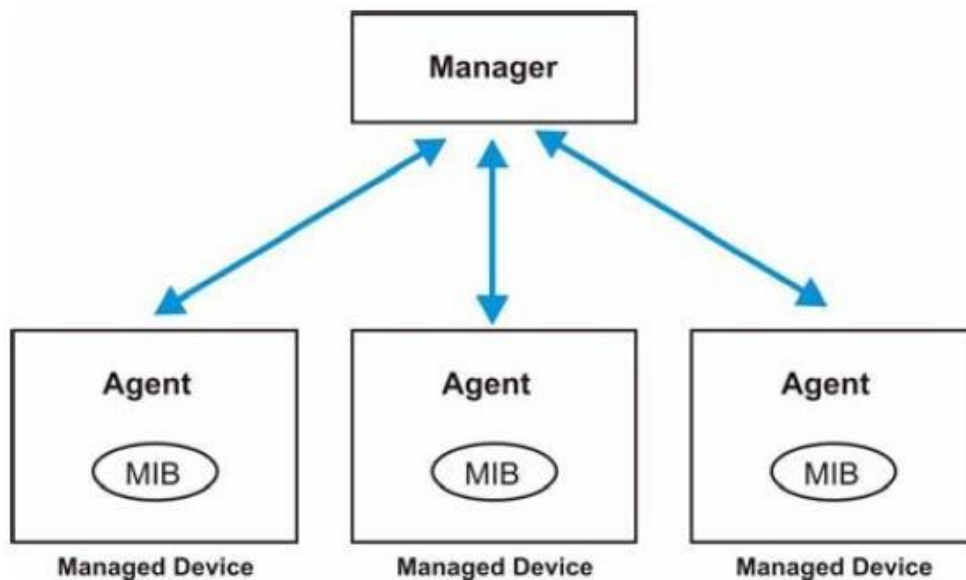 Manager
Agent
Agent
Agent
MIB
MIB
MIB
Managed Device
Managed Device
Managed Device